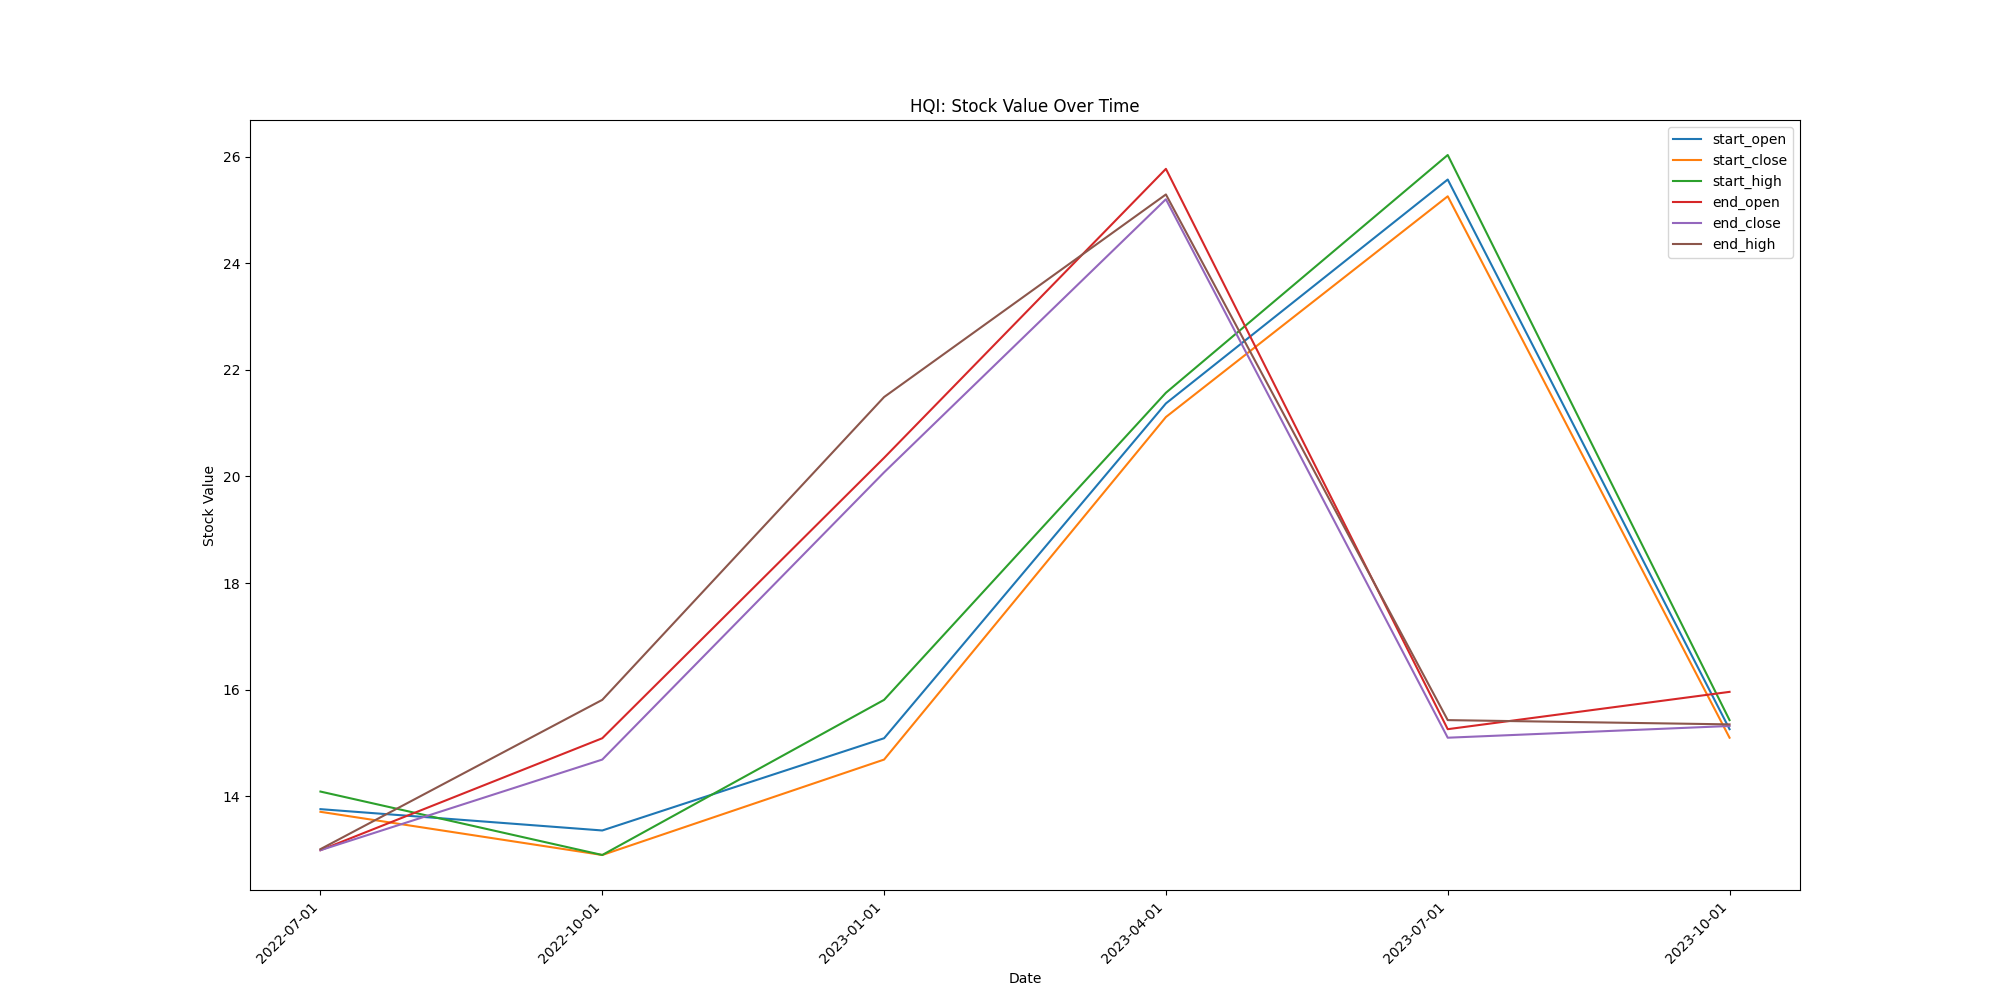 HQI: Stock Value Over Time
start_open
start_close
start_high
end_open
end_close
end_high
26
24
22
20
18
16
14
Stock Value
2022-07-01
2022-10-01
2023-01-01
2023-04-01
2023-07-01
2023-10-01
Date